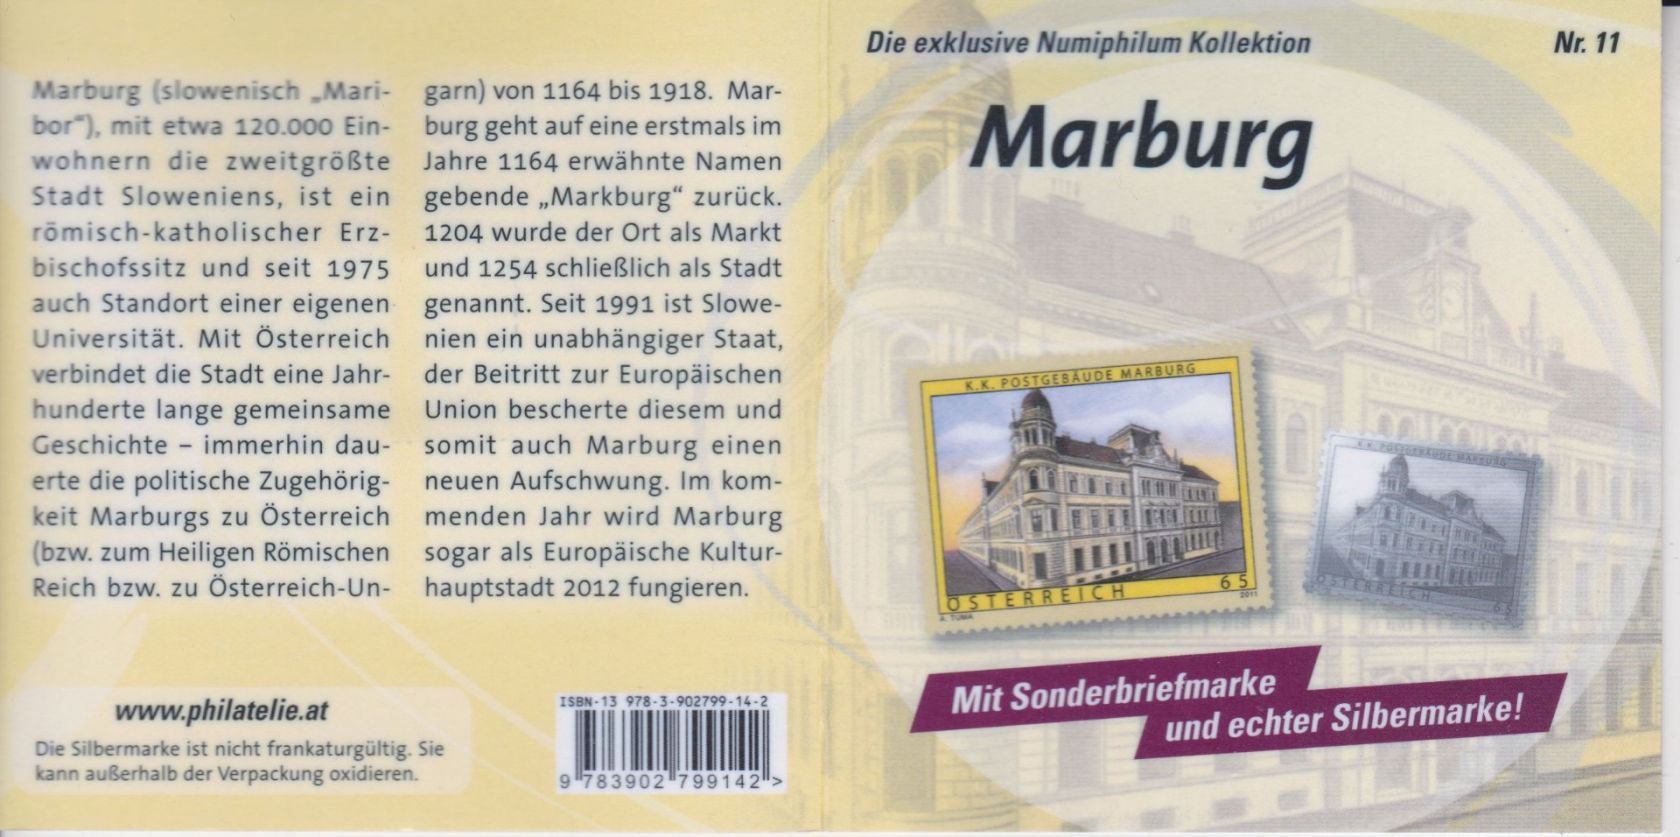 Marburg (slowenisch „Mari-
bor“), mit etwa 120.000 Ein-
wohnern die zweitgrößte
Stadt Sloweniens, ist ein
römisch-katholischer Erz-
bischofssitz und seit 1975
auch Standort einer eigenen
Universität. Mit Österreich
verbindet die Stadt eine Jahr-
hunderte lange gemeinsame
Geschichte – immerhin dau-
erte die politische Zugehörig-
keit Marburgs zu Österreich
(bzw. zum Heiligen Römischen
Reich bzw. zu Österreich-Un-
garn) von 1164 bis 1918. Mar-
burg geht auf eine erstmals im
Jahre 1164 erwähnte Namen
gebende „Markburg“ zurück.
1204 wurde der Ort als Markt
und 1254 schließlich als Stadt
genannt. Seit 1991 ist Slowe-
nien ein unabhängiger Staat,
der Beitritt zur Europäischen
Union bescherte diesem und
somit auch Marburg einen
neuen Aufschwung. Im kom-
menden Jahr wird Marburg
sogar als Europäische Kultur-
hauptstadt 2012 fungieren.
www.philatelie.at
Die Silbermarke ist nicht frankaturgültig. Sie
kann außerhalb der Verpackung oxidieren.
ISBN-13 978-3-902799-14-2
9 783902 799142 >
Die exklusive Numiphilum Kollektion
Nr. 11
Marburg
K.K. POSTGEBÄUDE MARBURG
65
ÖSTERREICH
2011
A. TUMA
K.K. POSTGEBÄUDE MARBURG
ÖSTERREICH
65
Mit Sonderbriefmarke
und echter Silbermarke!